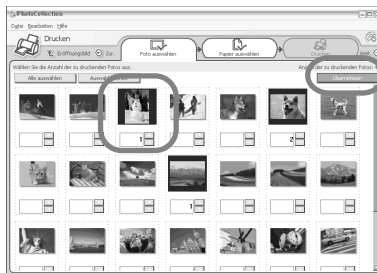 PhotoCollection
Datei Bearbeiten Hilfe
Drucken
Eröffnungsbild Zur.
Foto auswählen
Papier auswählen
Drucken
Wählen Sie die Anzahl der zu druckenden Fotos aus.
Anzahl der zu druckenden Fotos:
Alle auswählen
Übernehmen
1
2
1